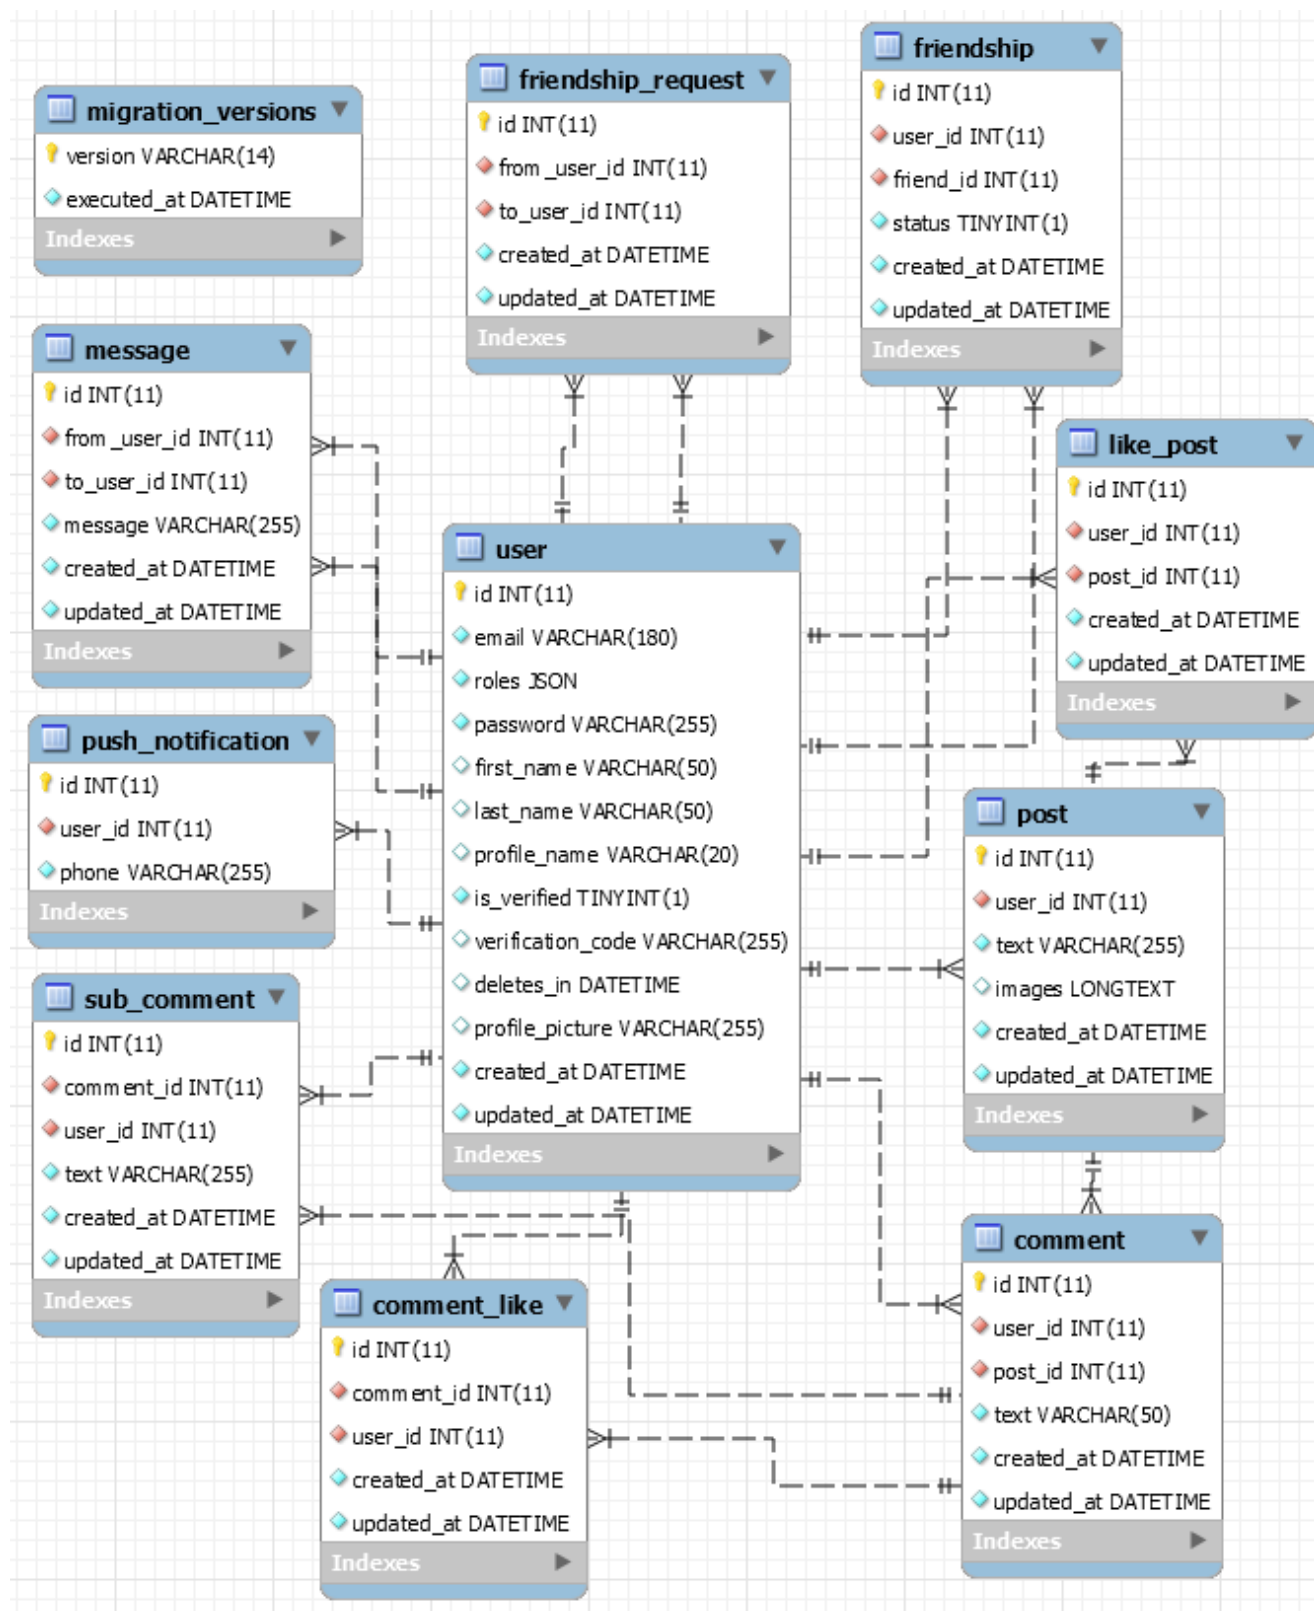 migration_versions
version VARCHAR(14)
executed_at DATETIME
Indexes
friendship_request
id INT(11)
from_user_id INT(11)
to_user_id INT(11)
created_at DATETIME
updated_at DATETIME
Indexes
friendship
id INT(11)
user_id INT(11)
friend_id INT(11)
status TINYINT(1)
created_at DATETIME
updated_at DATETIME
Indexes
message
id INT(11)
from_user_id INT(11)
to_user_id INT(11)
message VARCHAR(255)
created_at DATETIME
updated_at DATETIME
Indexes
like_post
id INT(11)
user_id INT(11)
post_id INT(11)
created_at DATETIME
updated_at DATETIME
Indexes
user
id INT(11)
email VARCHAR(180)
roles JSON
password VARCHAR(255)
first_name VARCHAR(50)
last_name VARCHAR(50)
profile_name VARCHAR(20)
is_verified TINYINT(1)
verification_code VARCHAR(255)
deletes_in DATETIME
profile_picture VARCHAR(255)
created_at DATETIME
updated_at DATETIME
Indexes
push_notification
id INT(11)
user_id INT(11)
phone VARCHAR(255)
Indexes
post
id INT(11)
user_id INT(11)
text VARCHAR(255)
images LONGTEXT
created_at DATETIME
updated_at DATETIME
Indexes
sub_comment
id INT(11)
comment_id INT(11)
user_id INT(11)
text VARCHAR(255)
created_at DATETIME
updated_at DATETIME
Indexes
comment_like
id INT(11)
comment_id INT(11)
user_id INT(11)
created_at DATETIME
updated_at DATETIME
Indexes
comment
id INT(11)
user_id INT(11)
post_id INT(11)
text VARCHAR(50)
created_at DATETIME
updated_at DATETIME
Indexes